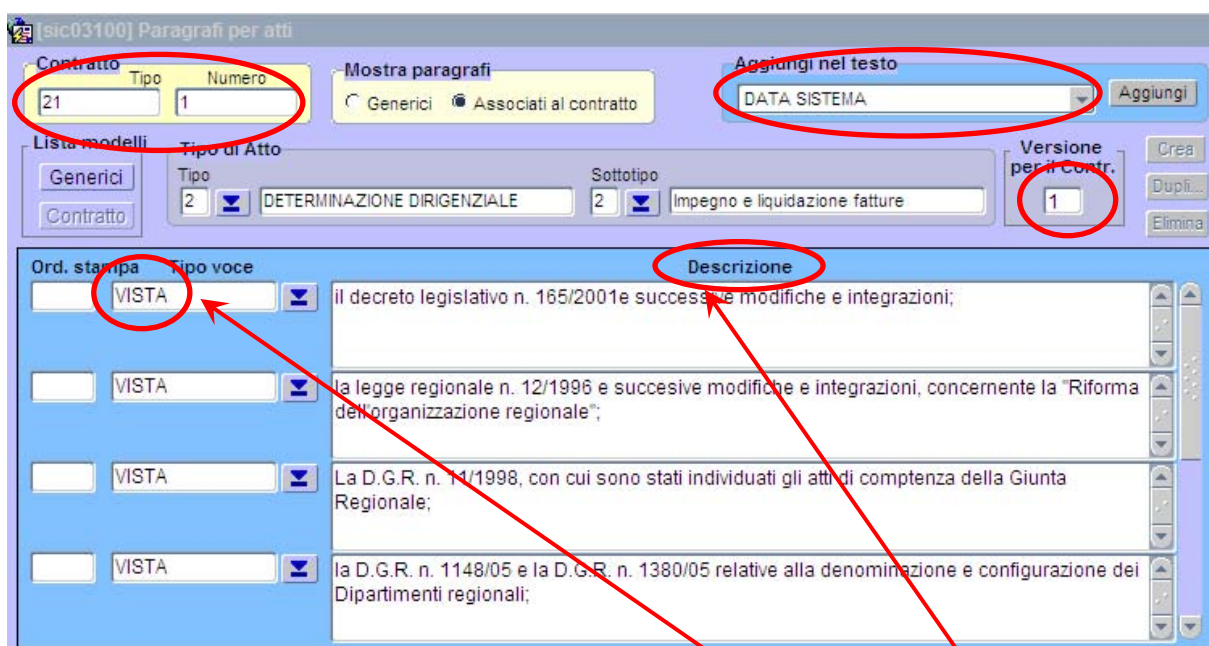 [sic03100] Paragrafi per atti
Contratto
Tipo Numero
21 1
Mostra paragrafi
Generici Associati al contratto
Aggiungi nel testo
DATA SISTEMA Aggiungi
Lista modelli
Generici
Contratto
Tipo di Atto
Tipo Sottotipo
2 DETERMINAZIONE DIRIGENZIALE 2 Impegno e liquidazione fatture
Versione
per il Contr.
1
Crea
Dupli...
Elimina
Ord. stampa Tipo voce Descrizione
VISTA il decreto legislativo n. 165/2001e successive modifiche e integrazioni;
VISTA la legge regionale n. 12/1996 e succesive modifiche e integrazioni, concernente la "Riforma
dell'organizzazione regionale";
VISTA La D.G.R. n. 11/1998, con cui sono stati individuati gli atti di comptenza della Giunta
Regionale;
VISTA la D.G.R. n. 1148/05 e la D.G.R. n. 1380/05 relative alla denominazione e configurazione dei
Dipartimenti regionali;